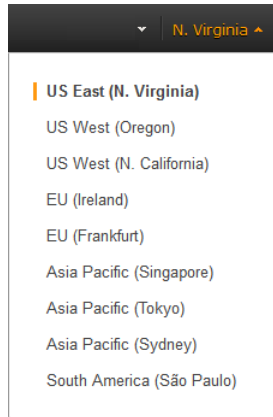 N. Virginia
US East (N. Virginia)
US West (Oregon)
US West (N. California)
EU (Ireland)
EU (Frankfurt)
Asia Pacific (Singapore)
Asia Pacific (Tokyo)
Asia Pacific (Sydney)
South America (São Paulo)